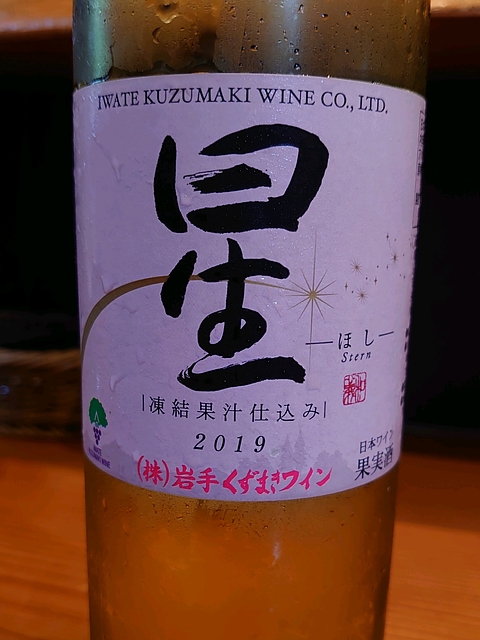 IWATE KUZUMAKI WINE CO., LTD.
星
ほし
Stern
凍結果汁仕込み
2019
日本ワイン
果実酒
(株)岩手くずまきワイン